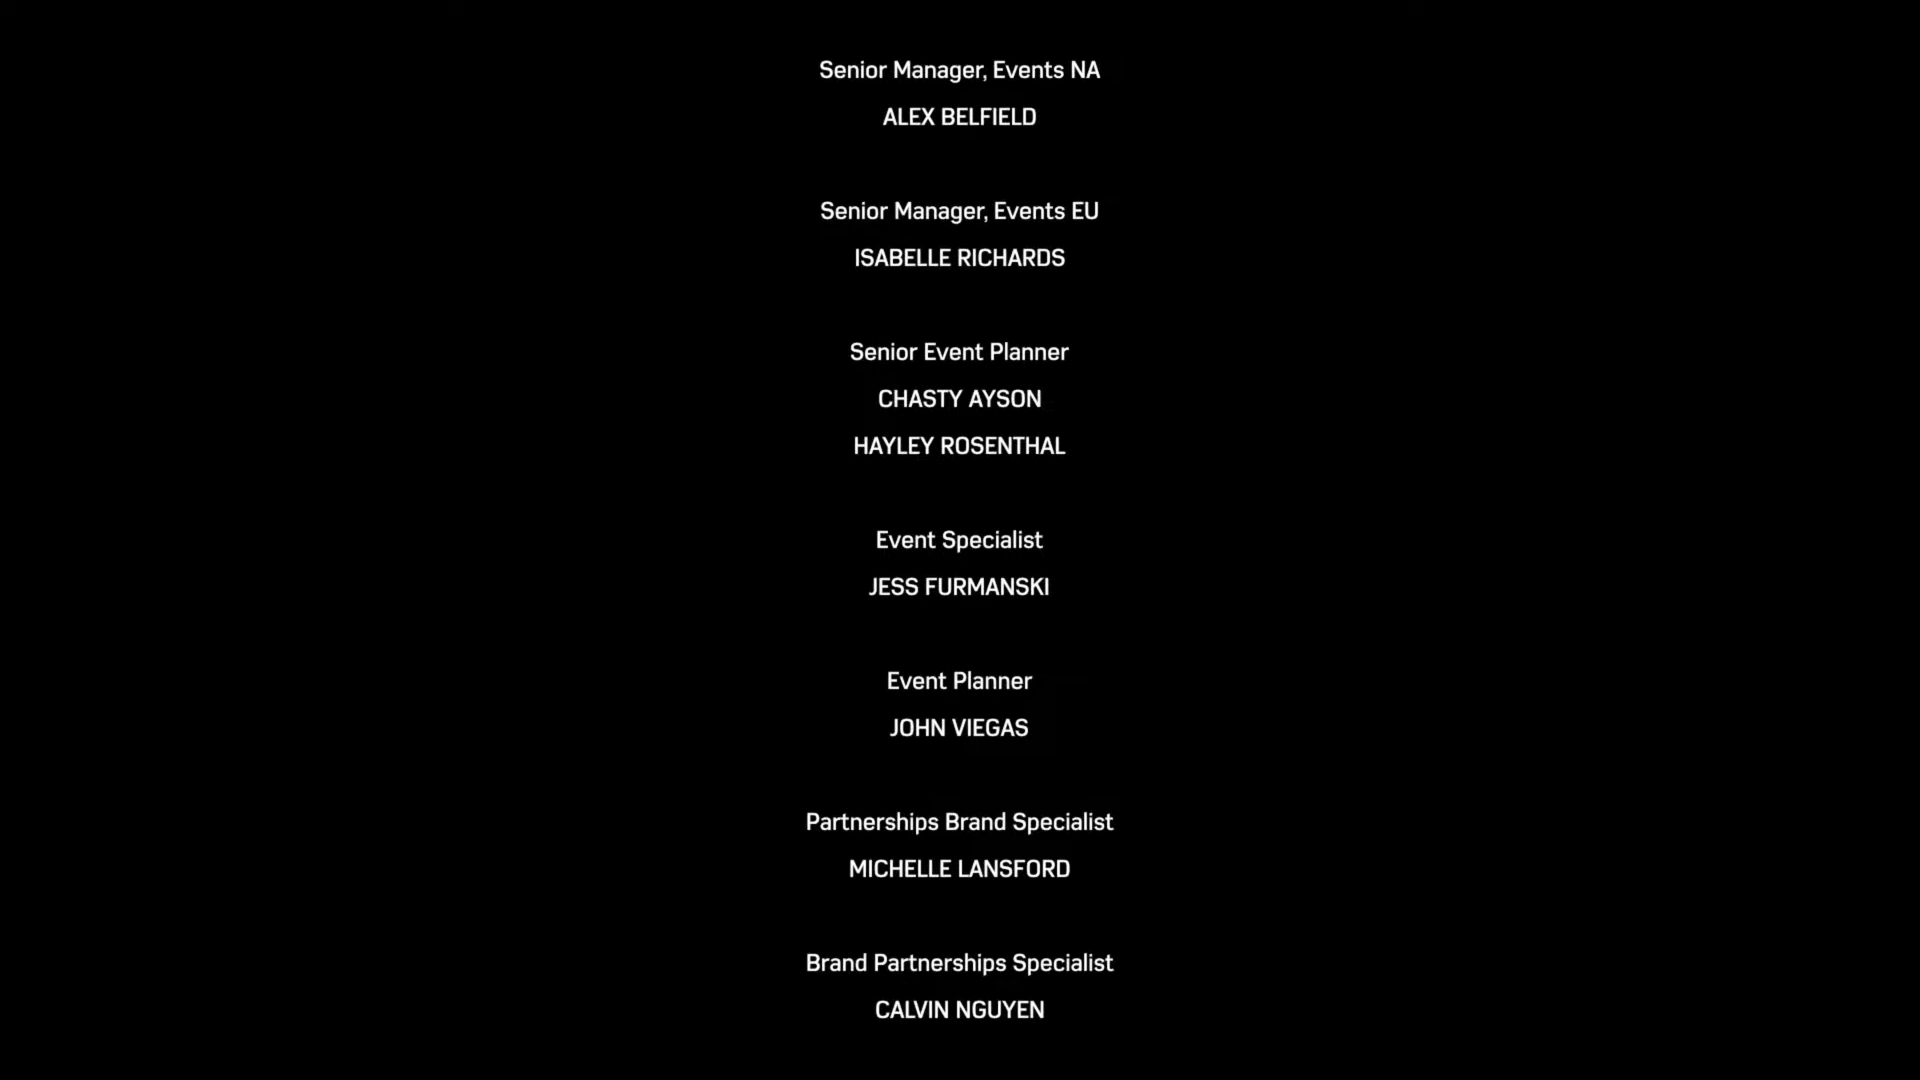 Senior Manager, Events NA
ALEX BELFIELD
Senior Manager, Events EU
ISABELLE RICHARDS
Senior Event Planner
CHASTY AYSON
HAYLEY ROSENTHAL
Event Specialist
JESS FURMANSKI
Event Planner
JOHN VIEGAS
Partnerships Brand Specialist
MICHELLE LANSFORD
Brand Partnerships Specialist
CALVIN NGUYEN